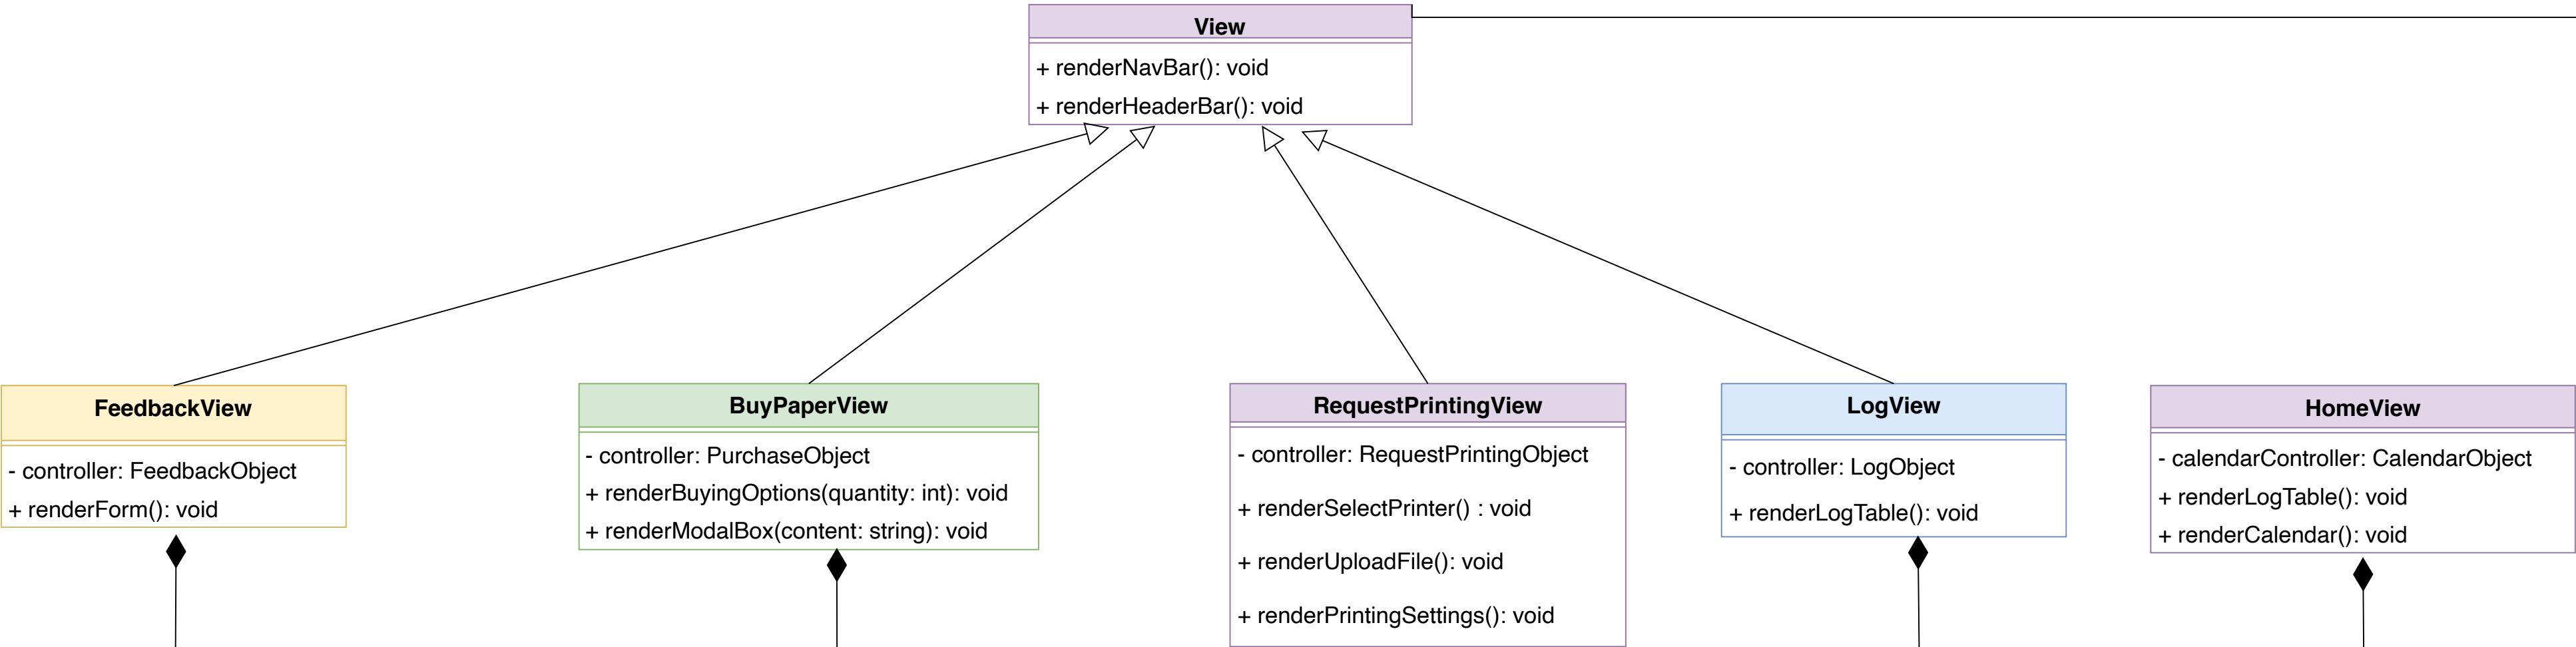 View
+ renderNavBar(): void
+ renderHeaderBar(): void
FeedbackView
- controller: FeedbackObject
+ renderForm(): void
BuyPaperView
- controller: PurchaseObject
+ renderBuyingOptions(quantity: int): void
+ renderModalBox(content: string): void
RequestPrintingView
- controller: RequestPrintingObject
+ renderSelectPrinter() : void
+ renderUploadFile(): void
+ renderPrintingSettings(): void
LogView
- controller: LogObject
+ renderLogTable(): void
HomeView
- calendarController: CalendarObject
+ renderLogTable(): void
+ renderCalendar(): void